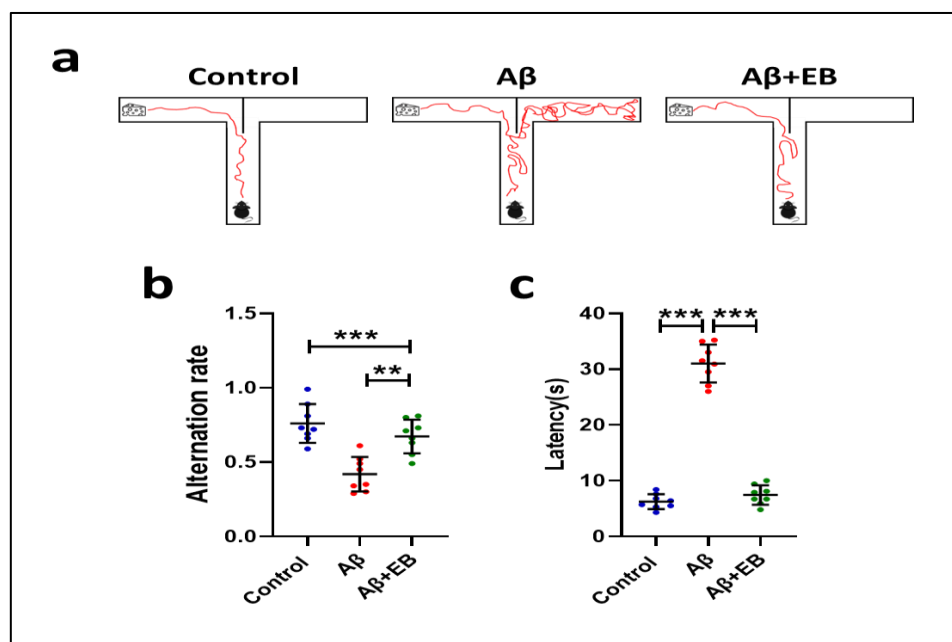 a
Control Aβ Aβ+EB
b
Alternation rate
1.5
1.0
0.5
0.0
***
**
Control Aβ Aβ+EB
c
Latency(s)
40
30
20
10
0
*** ***
Control Aβ Aβ+EB